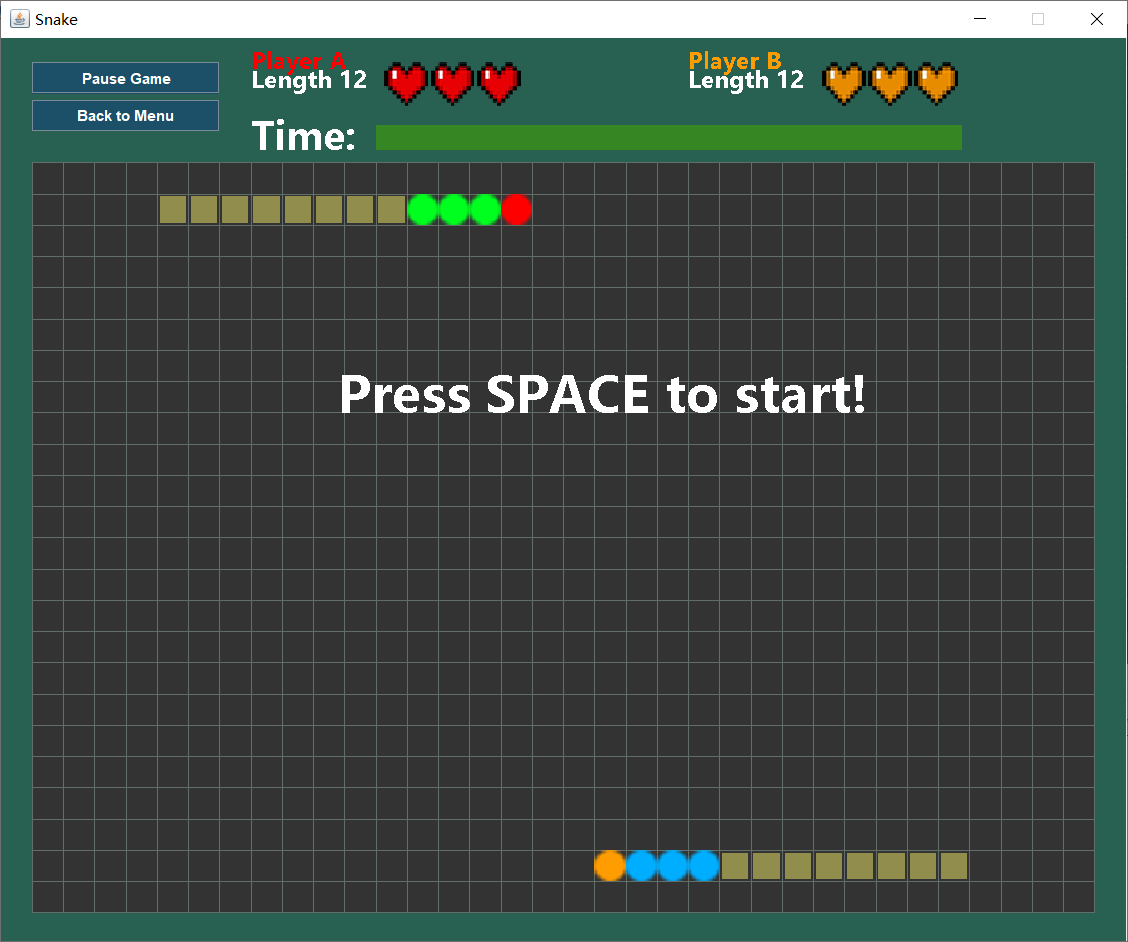 Snake
Pause Game
Back to Menu
Player A
Length 12
Player B
Length 12
Time:
Press SPACE to start!